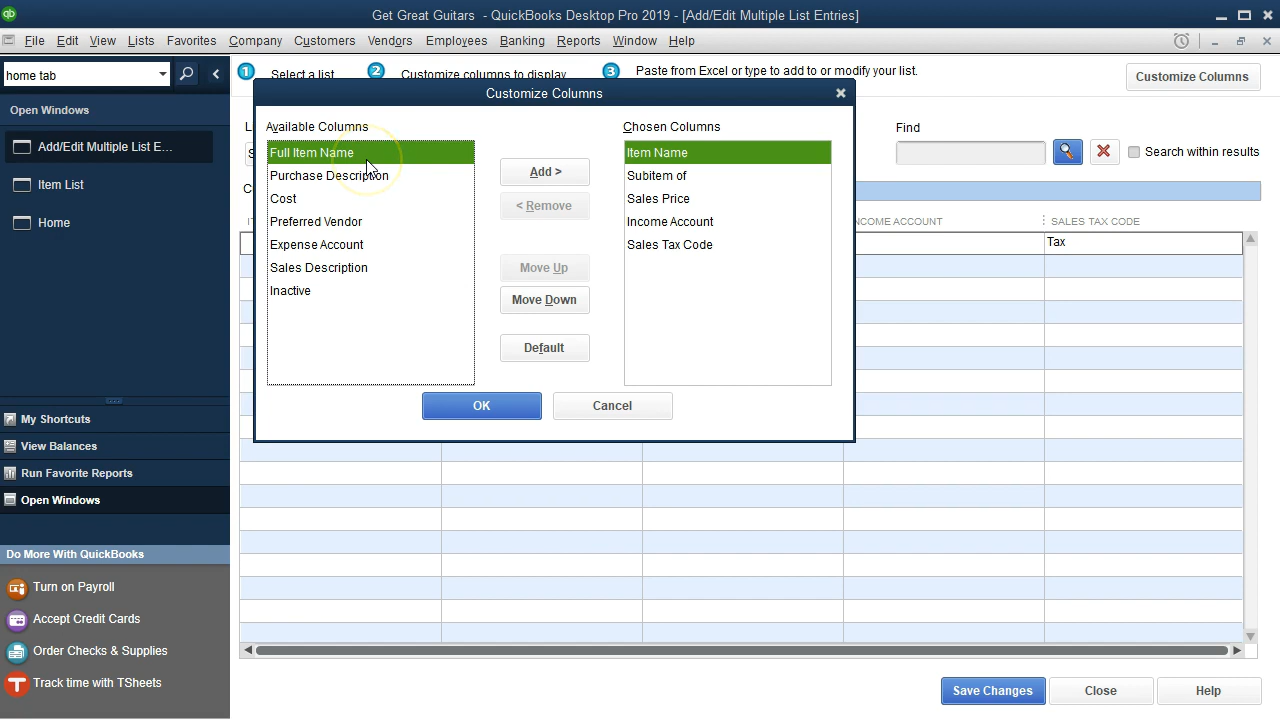 qb
Get Great Guitars - QuickBooks Desktop Pro 2019 - [Add/Edit Multiple List Entries]
File Edit View Lists Favorites Company Customers Vendors Employees Banking Reports Window Help
home tab
1 Select a list 2 Customize columns to display 3 Paste from Excel or type to add to or modify your list.
Customize Columns
Open Windows
Add/Edit Multiple List E...
Item List
Home
My Shortcuts
View Balances
Run Favorite Reports
Open Windows
Do More With QuickBooks
Turn on Payroll
Accept Credit Cards
Order Checks & Supplies
Track time with TSheets
Customize Columns
Available Columns
Full Item Name
Purchase Description
Cost
Preferred Vendor
Expense Account
Sales Description
Inactive
Add >
< Remove
Move Up
Move Down
Default
Chosen Columns
Item Name
Subitem of
Sales Price
Income Account
Sales Tax Code
OK
Cancel
Find
Search within results
NCOME ACCOUNT
SALES TAX CODE
Tax
Save Changes
Close
Help